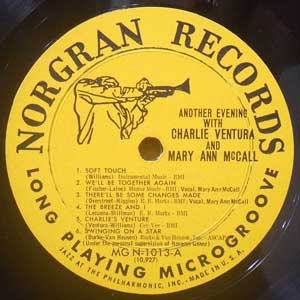 NORGRAN RECORDS
ANOTHER EVENING
WITH
CHARLIE VENTURA
AND
MARY ANN McCALL
1. SOFT TOUCH
(Williams) Instrumental Music - BMI
2. WE'LL BE TOGETHER AGAIN
(Fischer-Laine) Music - BMI Vocal, Mary Ann McCall
3. THERE'LL BE SOME CHANGES MADE
(Overstreet-Higgins) E. B. Marks - BMI Vocal, Mary Ann McCall
4. THE BREEZE AND I
(Lecuona-Stillman) E. B. Marks - BMI
5. CHARLIE'S VENTURE
(Ventura-Williams) - BMI
6. SWINGING ON A STAR
(Burke-Van Heusen) Burke & Van Heusen ASCAP
(Under the personal supervision of Norman Granz)
MG N-1013-A
(10,927)
LONG PLAYING MICROGROOVE
JAZZ AT THE PHILHARMONIC, INC. - MADE IN U.S.A.